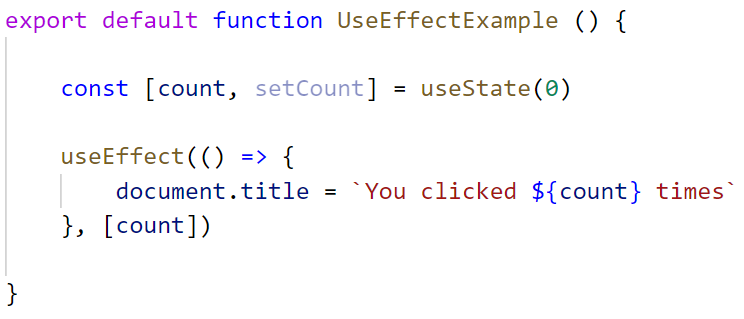 export default function UseEffectExample () {
const [count, setCount] = useState(0)
useEffect(() => {
document.title = `You clicked ${count} times`
}, [count])
}